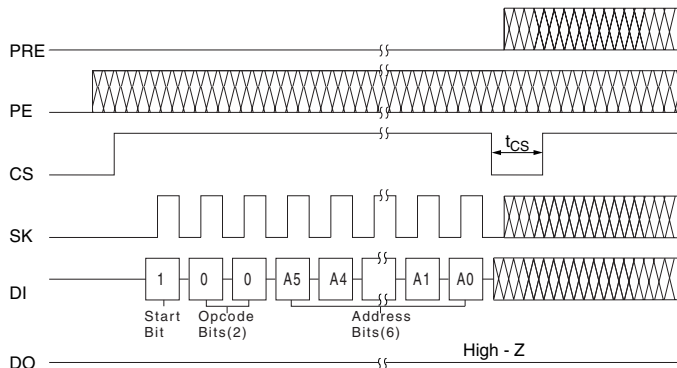 PRE
PE
CS
tCS
SK
DI
1 0 0 A5 A4 A1 A0
Start Bit
Opcode Bits(2)
Address Bits(6)
DO
High - Z